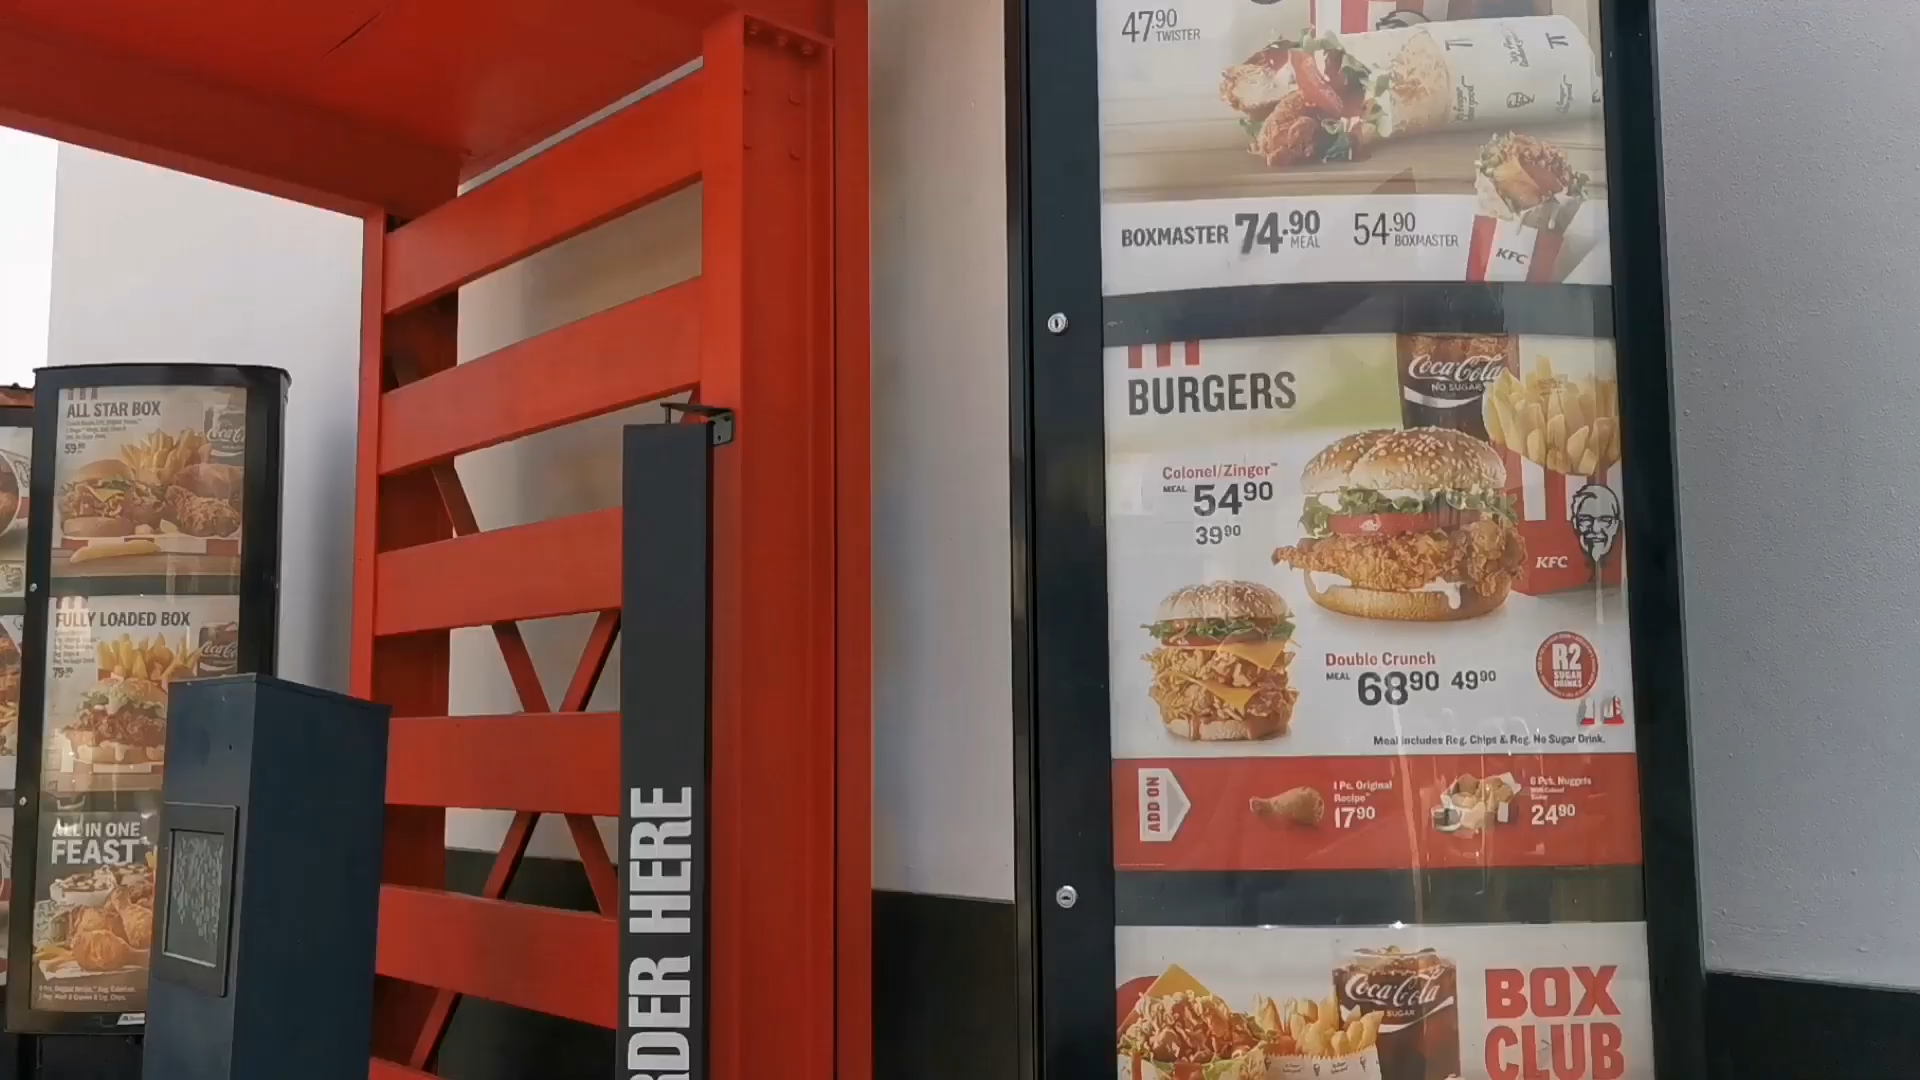 ALL STAR BOX
59.90
FULLY LOADED BOX
79.90
ALL IN ONE
FEAST
ORDER HERE
47.90
TWISTER
BOXMASTER 74.90 MEAL 54.90 BOXMASTER
KFC
BURGERS
Coca-Cola
NO SUGAR
Colonel/Zinger™
MEAL 54 90
39 90
KFC
Double Crunch
MEAL 68 90 49 90
R2
SUGAR
DRINKS
Meal includes Reg. Chips & Reg. No Sugar Drink.
ADD ON
1 Pc. Original
Recipe™
17 90
6 Pcs. Nuggets
24 90
Coca-Cola
NO SUGAR
BOX
CLUB